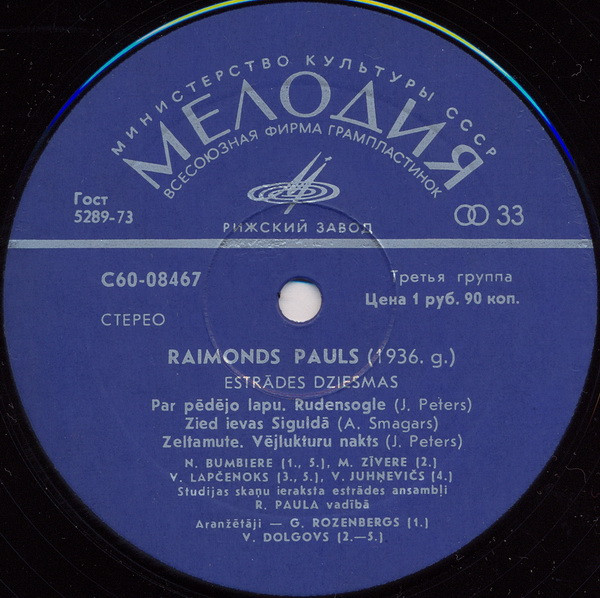 МИНИСТЕРСТВО КУЛЬТУРЫ СССР
МЕЛОДИЯ
ВСЕСОЮЗНАЯ ФИРМА ГРАМПЛАСТИНОК
Гост
5289-73
33
РИЖСКИЙ ЗАВОД
С60-08467
Третья группа
Цена 1 руб. 90 коп.
СТЕРЕО
RAIMONDS PAULS (1936. g.)
ESTRĀDES DZIESMAS
Par pēdējo lapu. Rudensogle (J. Peters)
Zied ievas Siguldā (A. Smagars)
Zeltamute. Vējlukturu nakts (J. Peters)
N. BUMBIERE (1., 5.), M. ZĪVERE (2.)
V. LAPČENOKS (3., 5.), V. JUHŅEVIČS (4.)
Studijas skaņu ieraksta estrādes ansambļi
R. PAULA vadībā
Aranžētāji — G. ROZENBERGS (1.)
V. DOLGOVS (2.—5.)